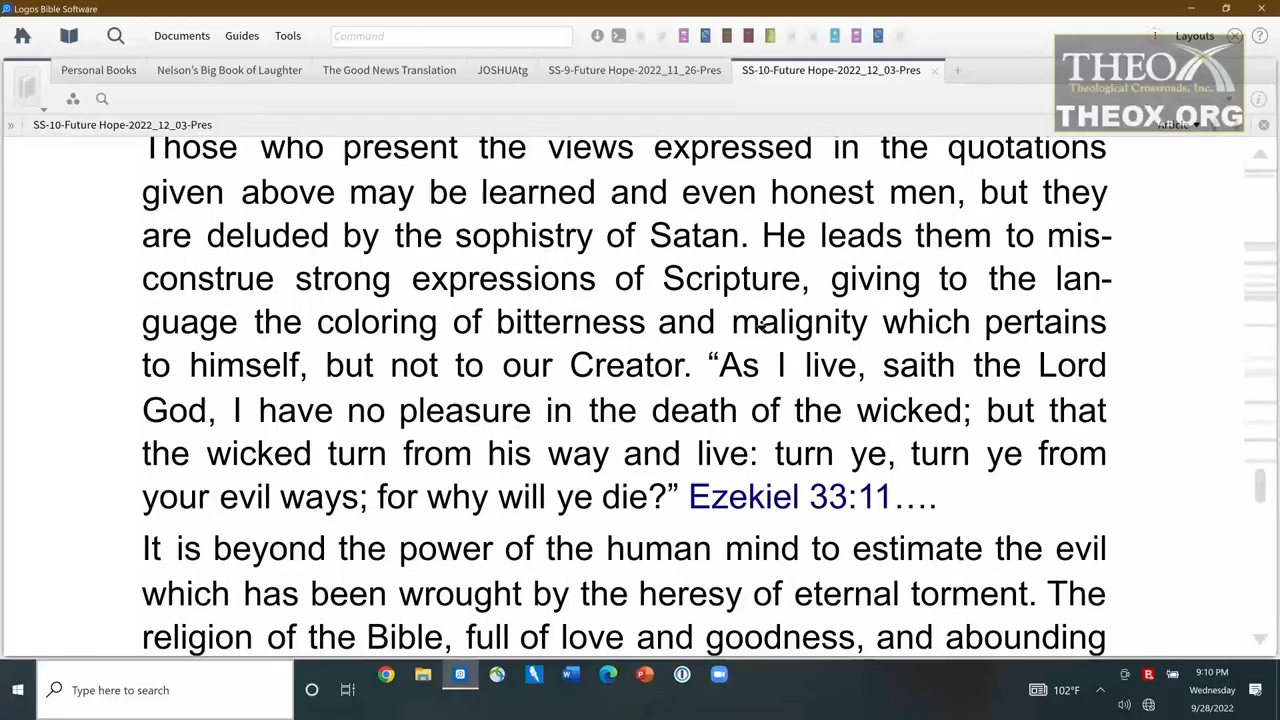 Logos Bible Software
Documents Guides Tools Command Layouts
Personal Books Nelson's Big Book of Laughter The Good News Translation JOSHUAtg SS-9-Future Hope-2022_11_26-Pres SS-10-Future Hope-2022_12_03-Pres
THEOX
Theological Crossroads, Inc.
THEOX.ORG
SS-10-Future Hope-2022_12_03-Pres Article
Those who present the views expressed in the quotations
given above may be learned and even honest men, but they
are deluded by the sophistry of Satan. He leads them to mis-
construe strong expressions of Scripture, giving to the lan-
guage the coloring of bitterness and malignity which pertains
to himself, but not to our Creator. “As I live, saith the Lord
God, I have no pleasure in the death of the wicked; but that
the wicked turn from his way and live: turn ye, turn ye from
your evil ways; for why will ye die?” Ezekiel 33:11….
It is beyond the power of the human mind to estimate the evil
which has been wrought by the heresy of eternal torment. The
religion of the Bible, full of love and goodness, and abounding
Type here to search
102°F
9:10 PM
Wednesday
9/28/2022